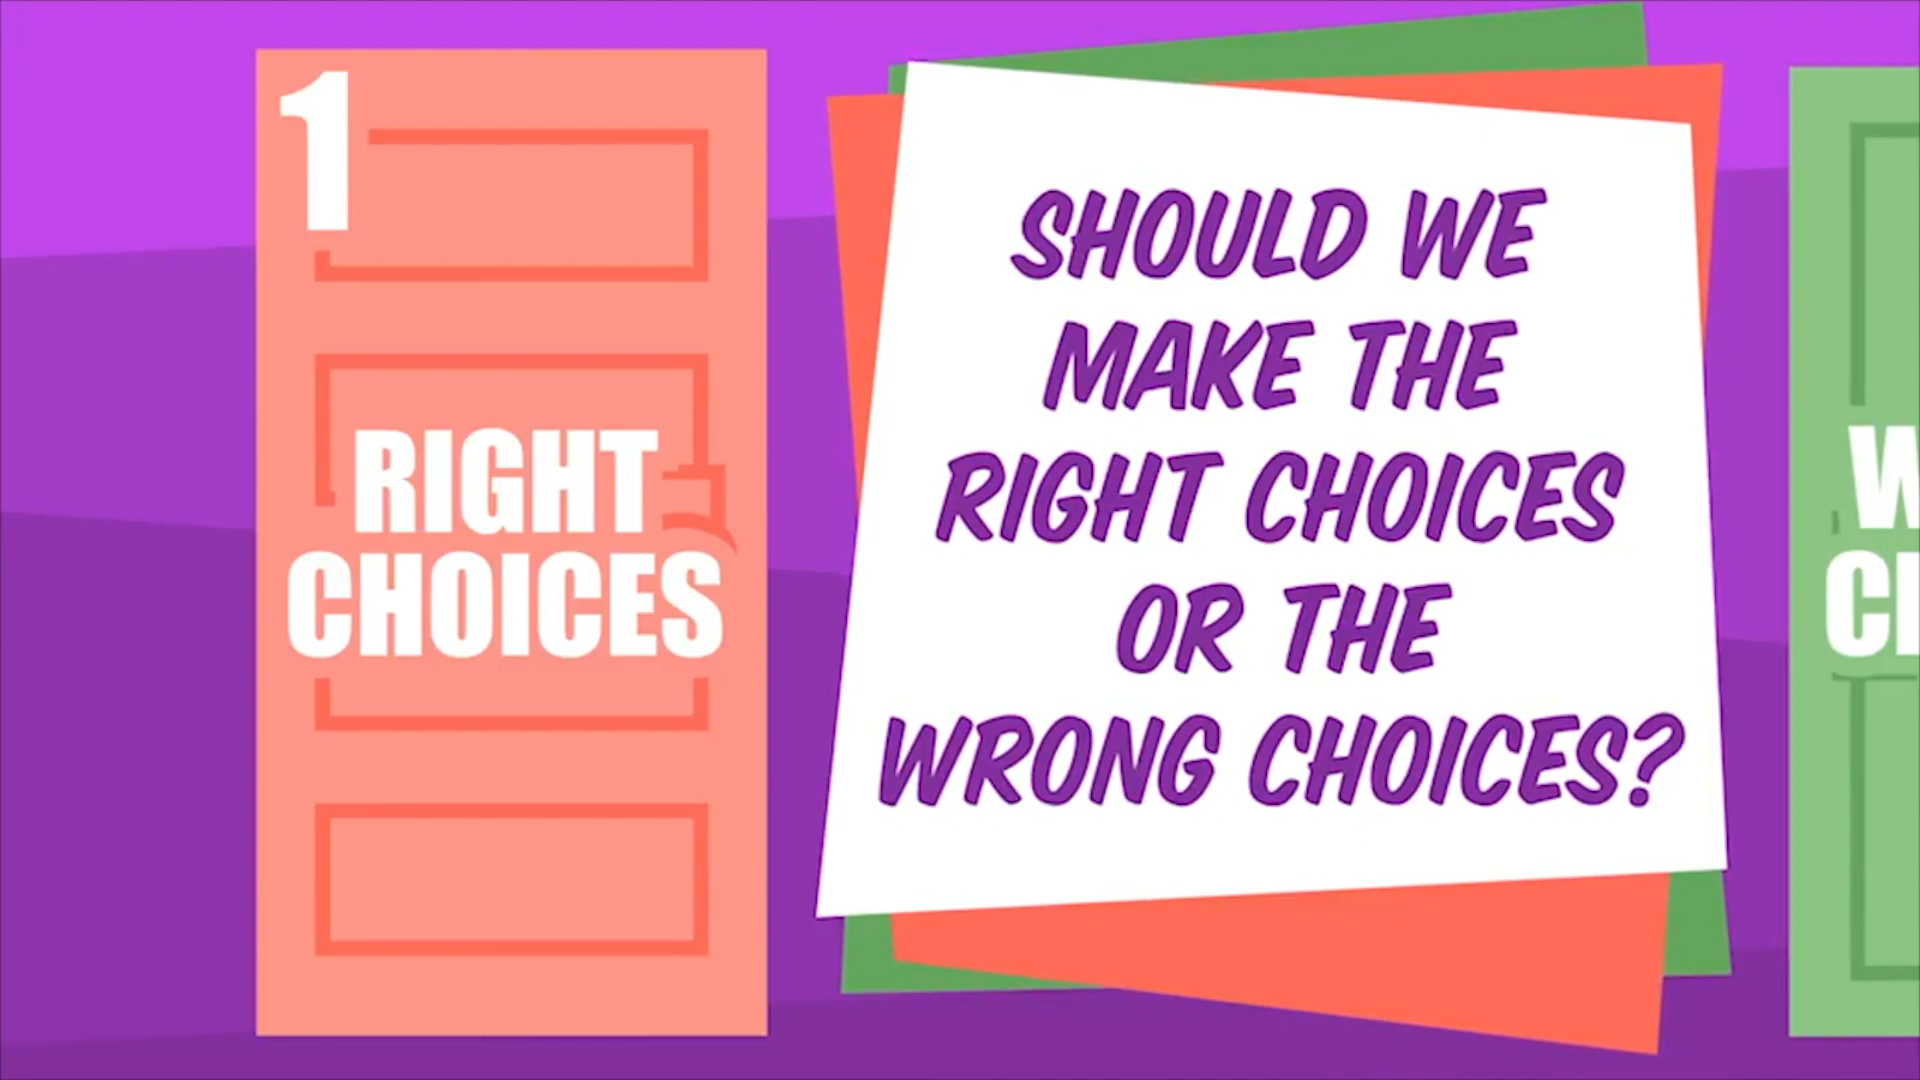 1
RIGHT
CHOICES
SHOULD WE
MAKE THE
RIGHT CHOICES
OR THE
WRONG CHOICES?